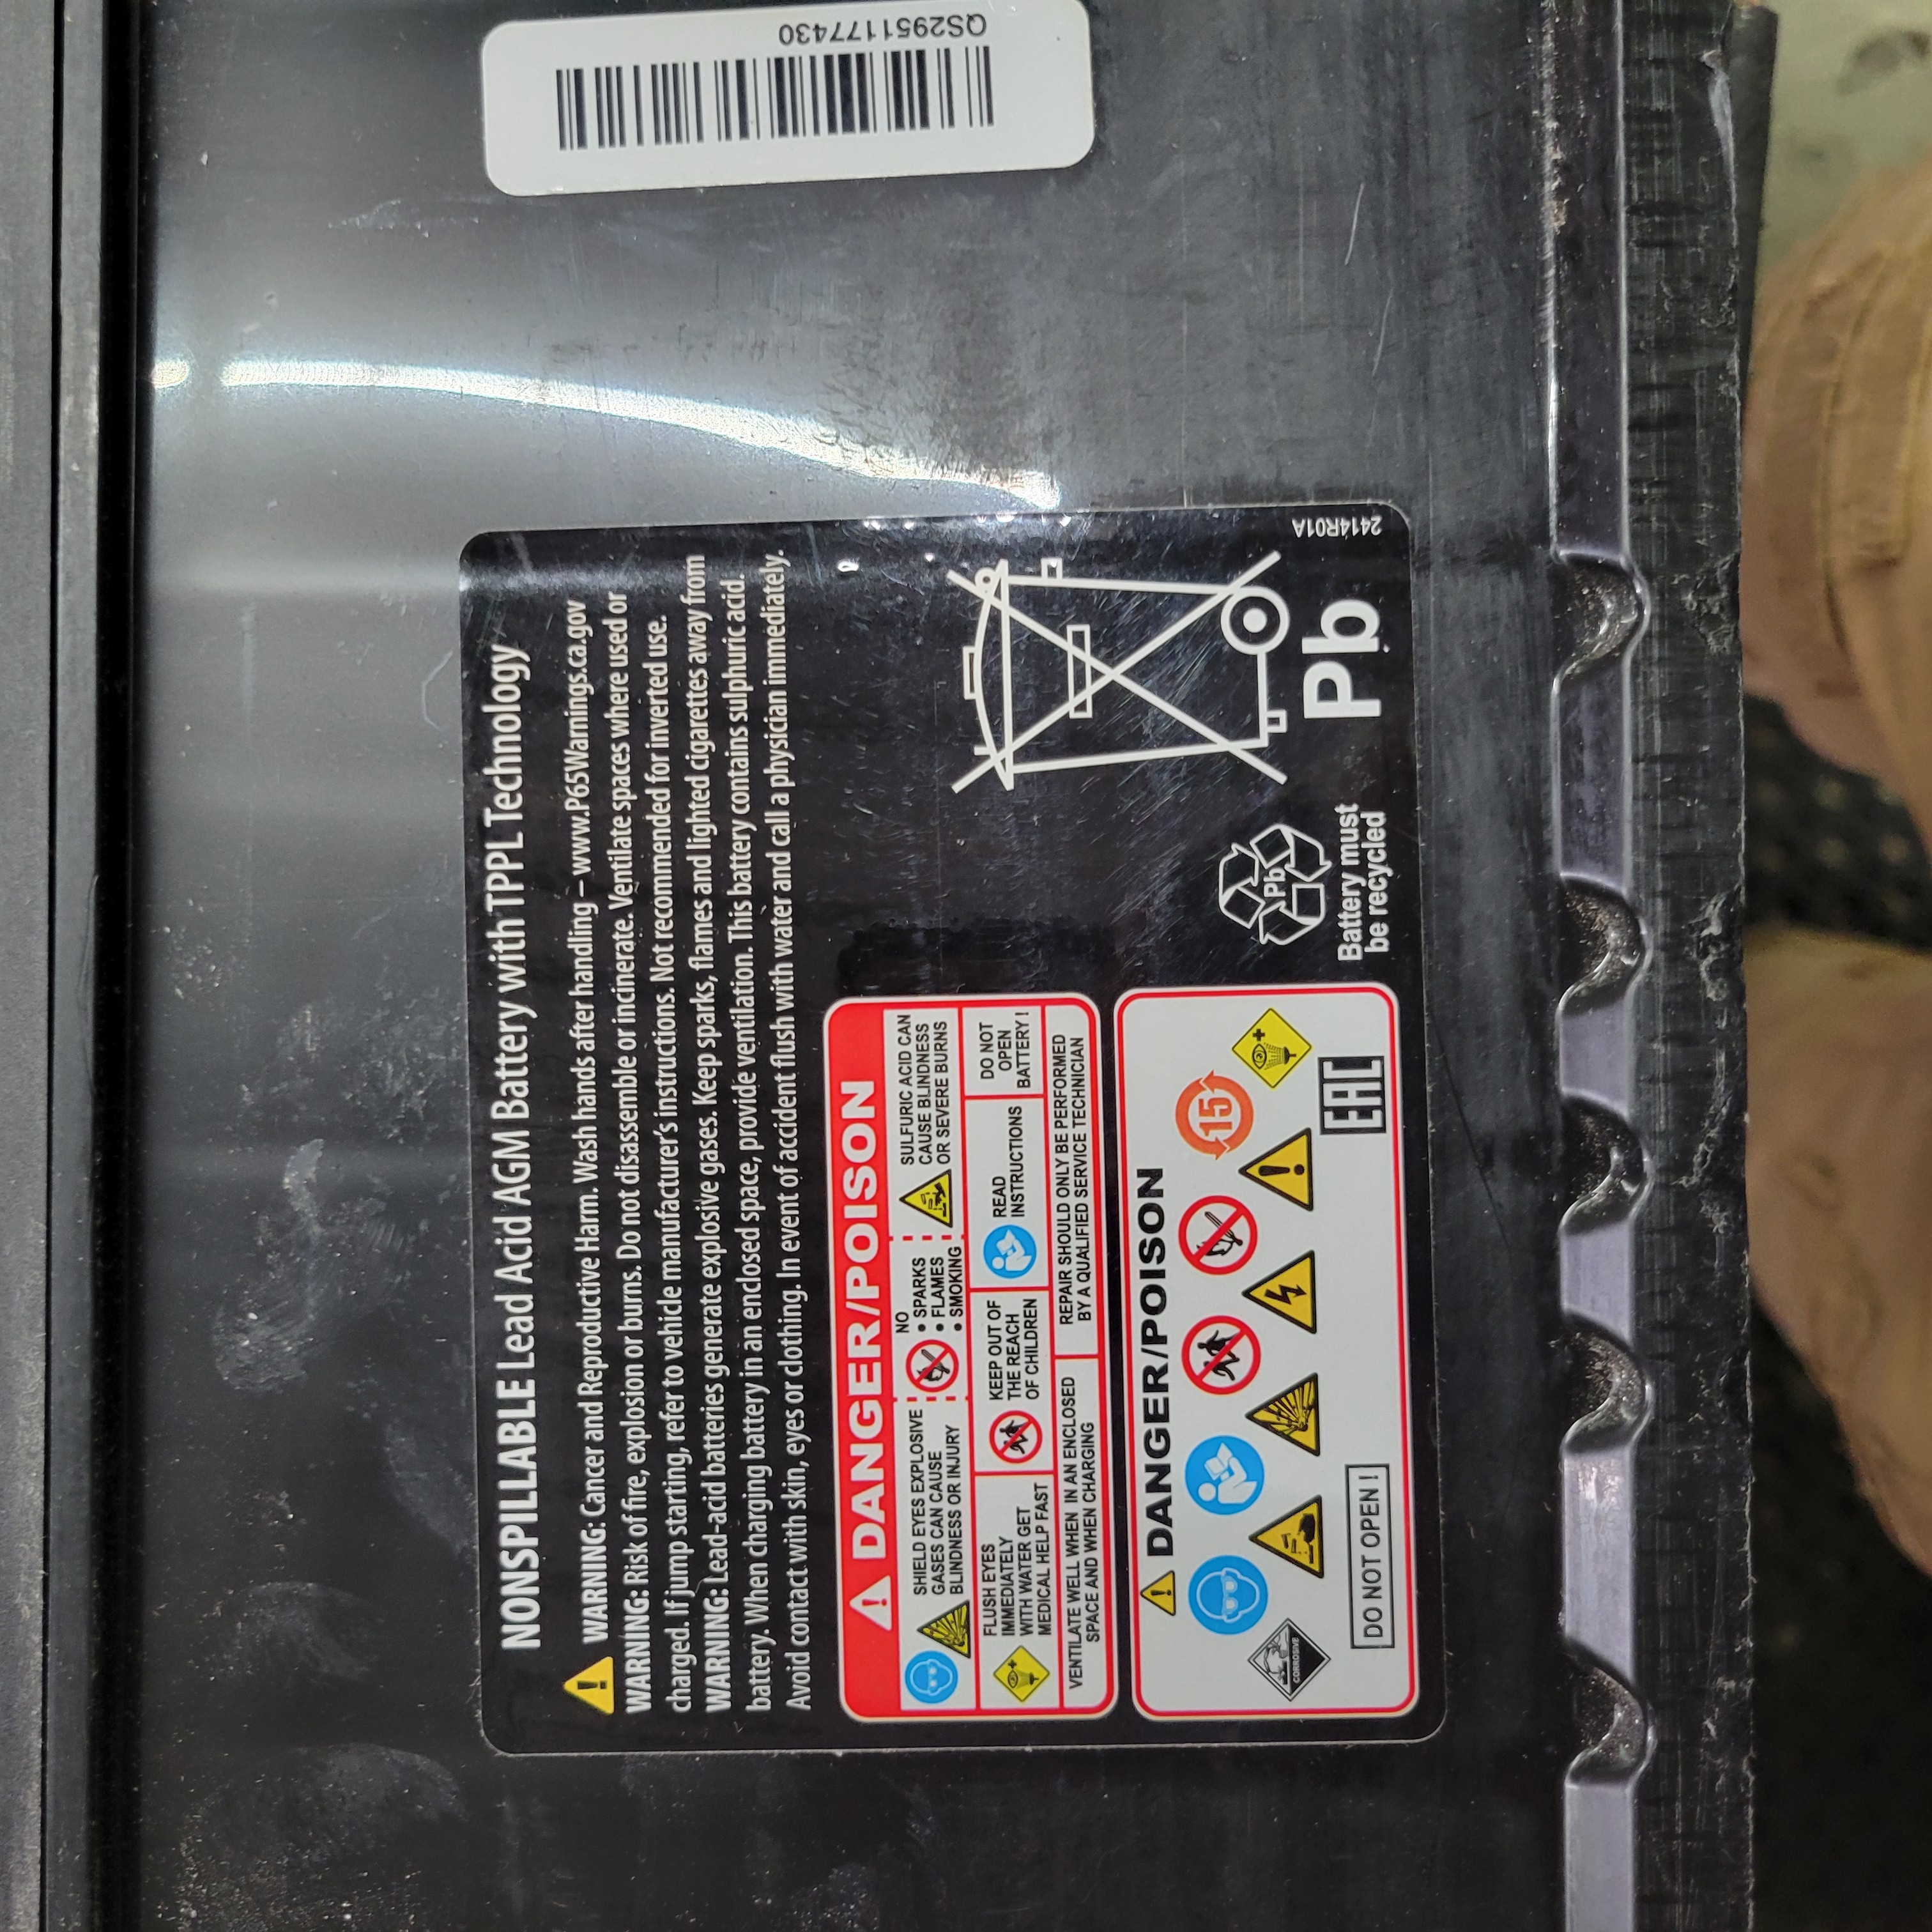 QS2951177430
NONSPILLABLE Lead Acid AGM Battery with TPPL Technology
WARNING: Cancer and Reproductive Harm. Wash hands after handling – www.P65Warnings.ca.gov
WARNING: Risk of fire, explosion or burns. Do not disassemble or incinerate. Ventilate spaces where used or
charged. If jump starting, refer to vehicle manufacturer's instructions. Not recommended for inverted use.
WARNING: Lead-acid batteries generate explosive gases. Keep sparks, flames and lighted cigarettes away from
battery. When charging battery in an enclosed space, provide ventilation. This battery contains sulphuric acid.
Avoid contact with skin, eyes or clothing. In event of accident flush with water and call a physician immediately.
DANGER/POISON
SHIELD EYES EXPLOSIVE
GASES CAN CAUSE
BLINDNESS OR INJURY
NO
• SPARKS
• FLAMES
• SMOKING
SULFURIC ACID CAN
CAUSE BLINDNESS
OR SEVERE BURNS
FLUSH EYES
IMMEDIATELY
WITH WATER GET
MEDICAL HELP FAST
KEEP OUT OF
THE REACH
OF CHILDREN
READ
INSTRUCTIONS
DO NOT
OPEN
BATTERY!
VENTILATE WELL WHEN IN AN ENCLOSED
SPACE AND WHEN CHARGING
REPAIR SHOULD ONLY BE PERFORMED
BY A QUALIFIED SERVICE TECHNICIAN
DANGER/POISON
15
CORROSIVE
DO NOT OPEN!
EAC
Pb
Battery must
be recycled
Pb
2414R01A